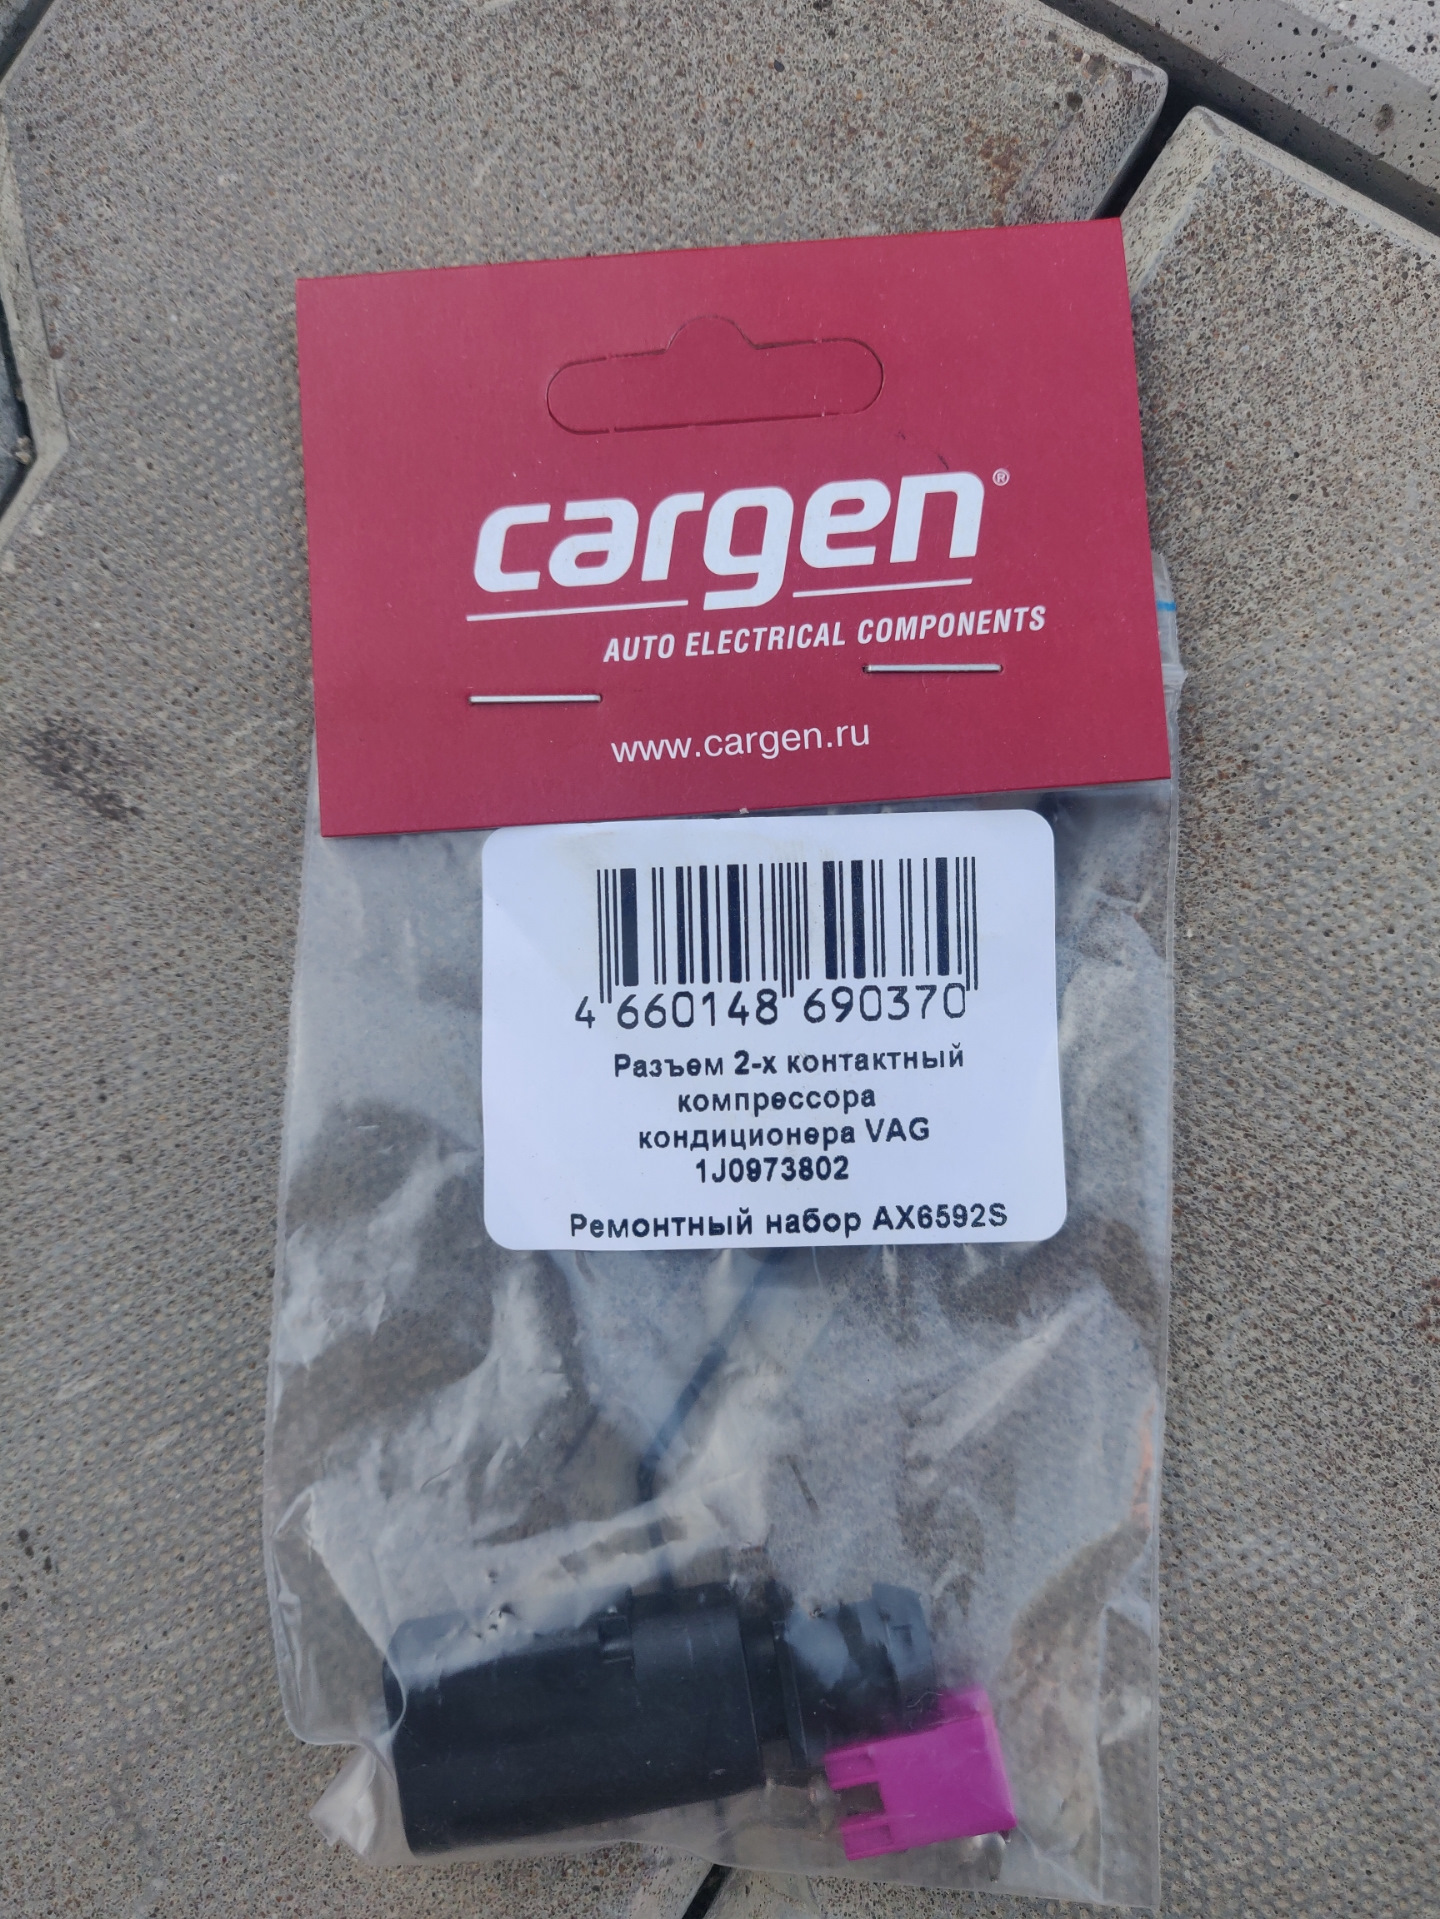 cargen®
AUTO ELECTRICAL COMPONENTS
www.cargen.ru
4 660148 690370
Разъем 2-х контактный
компрессора
кондиционера VAG
1J0973802
Ремонтный набор AX6592S